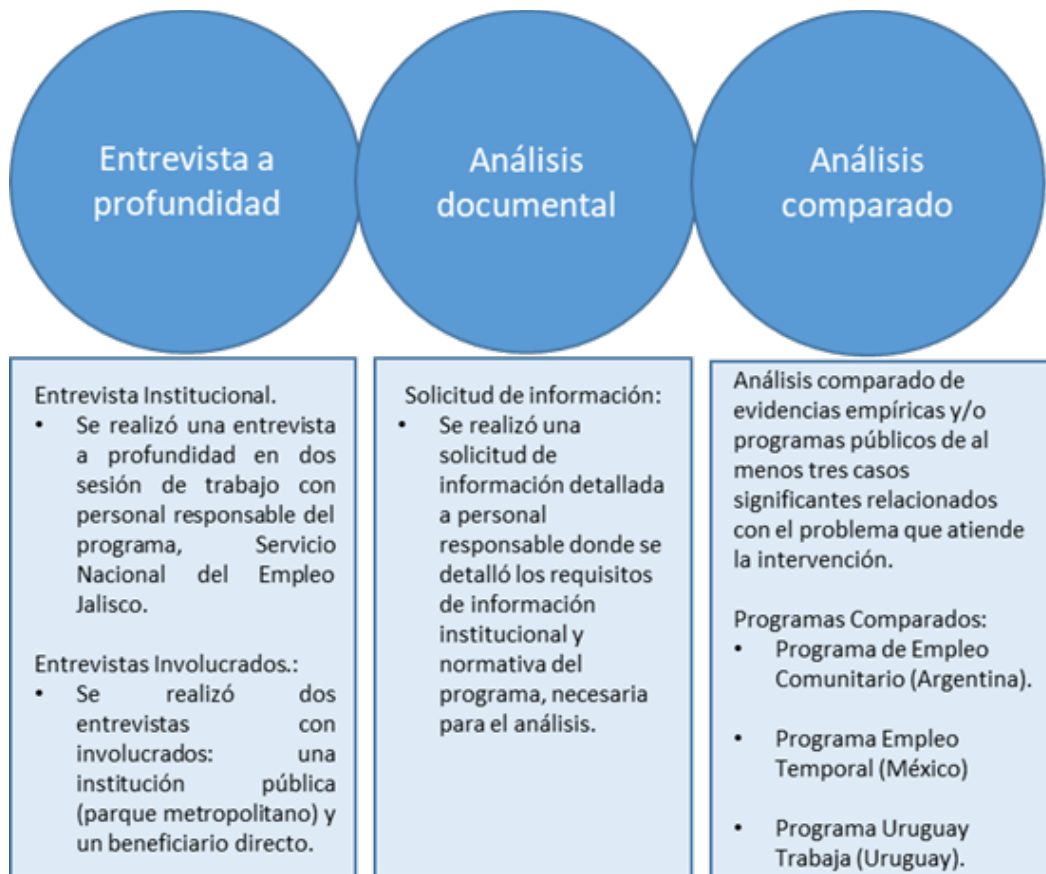 Entrevista a
profundidad
Análisis
documental
Análisis
comparado
Entrevista Institucional.
• Se realizó una entrevista
a profundidad en dos
sesión de trabajo con
personal responsable del
programa, Servicio
Nacional del Empleo
Jalisco.
Entrevistas Involucrados.:
• Se realizó dos
entrevistas con
involucrados: una
institución pública
(parque metropolitano) y
un beneficiario directo.
Solicitud de información:
• Se realizó una
solicitud de
información detallada
a personal
responsable donde se
detalló los requisitos
de información
institucional y
normativa del
programa, necesaria
para el análisis.
Análisis comparado de
evidencias empíricas y/o
programas públicos de al
menos tres casos
significantes relacionados
con el problema que atiende
la intervención.
Programas Comparados:
• Programa de Empleo
Comunitario (Argentina).
• Programa Empleo
Temporal (México)
• Programa Uruguay
Trabaja (Uruguay).